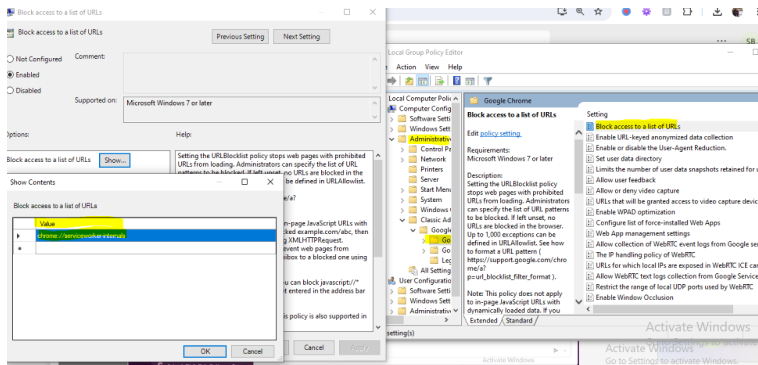 Block access to a list of URLs
Block access to a list of URLs
Previous Setting
Next Setting
Not Configured
Comment:
Enabled
Disabled
Supported on:
Microsoft Windows 7 or later
Options:
Help:
Block access to a list of URLs
Show...
Setting the URLBlocklist policy stops web pages with prohibited
URLs from loading. Administrators can specify the list of URL
patterns to be blocked. If left unset, no URLs are blocked in the
be defined in URLAllowlist.
e/a?
n-page JavaScript URLs with
cked example.com/abc, then
g XMLHTTPRequest.
event web pages from
nibox to a blocked one using
ou can block javascript://*
t entered in the address bar
is policy is also supported in
Show Contents
Block access to a list of URLs
Value
chrome://serviceworker-internals
OK
Cancel
Cancel
Apply
Local Group Policy Editor
Action View Help
Local Computer Polic
Computer Config
Software Setti
Windows Sett
Administrativ
Control Pa
Network
Printers
Server
Start Menu
System
Windows
Classic Ad
Google
Go
Go
Leg
All Setting
User Configuratio
Software Setti
Windows Sett
Administrative
setting(s)
Google Chrome
Block access to a list of URLs
Edit policy setting.
Requirements:
Microsoft Windows 7 or later
Description:
Setting the URLBlocklist policy
stops web pages with prohibited
URLs from loading. Administrators
can specify the list of URL patterns
to be blocked. If left unset, no
URLs are blocked in the browser.
Up to 1,000 exceptions can be
defined in URLAllowlist. See how
to format a URL pattern (
https://support.google.com/chro
me/a?
p=url_blocklist_filter_format ).
Note: This policy does not apply
to in-page JavaScript URLs with
dynamically loaded data. If you
Extended
Standard
Setting
Block access to a list of URLs
Enable URL-keyed anonymized data collection
Enable or disable the User-Agent Reduction.
Set user data directory
Limits the number of user data snapshots retained for u
Allow user feedback
Allow or deny video capture
URLs that will be granted access to video capture devic
Enable WPAD optimization
Configure list of force-installed Web Apps
Web App management settings
Allow collection of WebRTC event logs from Google ser
The IP handling policy of WebRTC
URLs for which local IPs are exposed in WebRTC ICE can
Allow WebRTC text logs collection from Google Service
Restrict the range of local UDP ports used by WebRTC
Enable Window Occlusion
Activate Windows
Activate Windows
Go to Settings to activate Windows.
Activate Windows